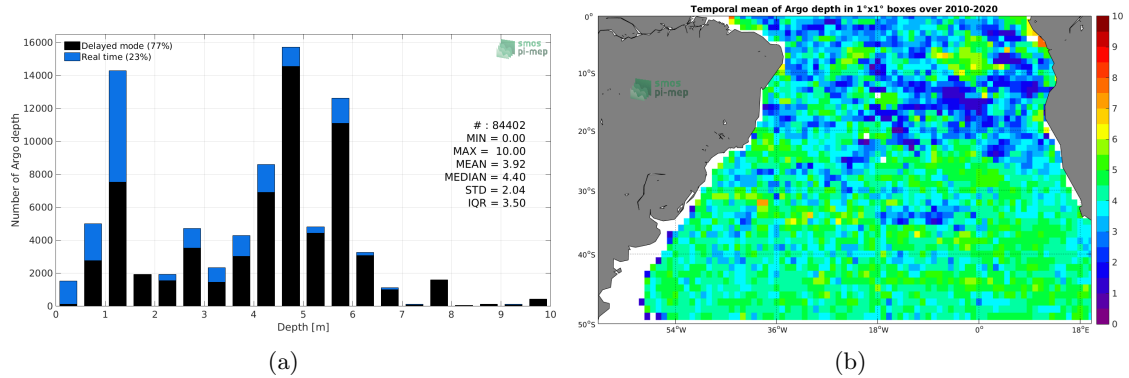 Delayed mode (77%)
Real time (23%)
smos
pi-mep
# : 84402
MIN = 0.00
MAX = 10.00
MEAN = 3.92
MEDIAN = 4.40
STD = 2.04
IQR = 3.50
Number of Argo depth
16000
14000
12000
10000
8000
6000
4000
2000
0
0 1 2 3 4 5 6 7 8 9 10
Depth [m]
(a)
Temporal mean of Argo depth in 1°x1° boxes over 2010-2020
smos
pi-mep
0°
10°S
20°S
30°S
40°S
50°S
54°W 36°W 18°W 0° 18°E
10
9
8
7
6
5
4
3
2
1
0
(b)